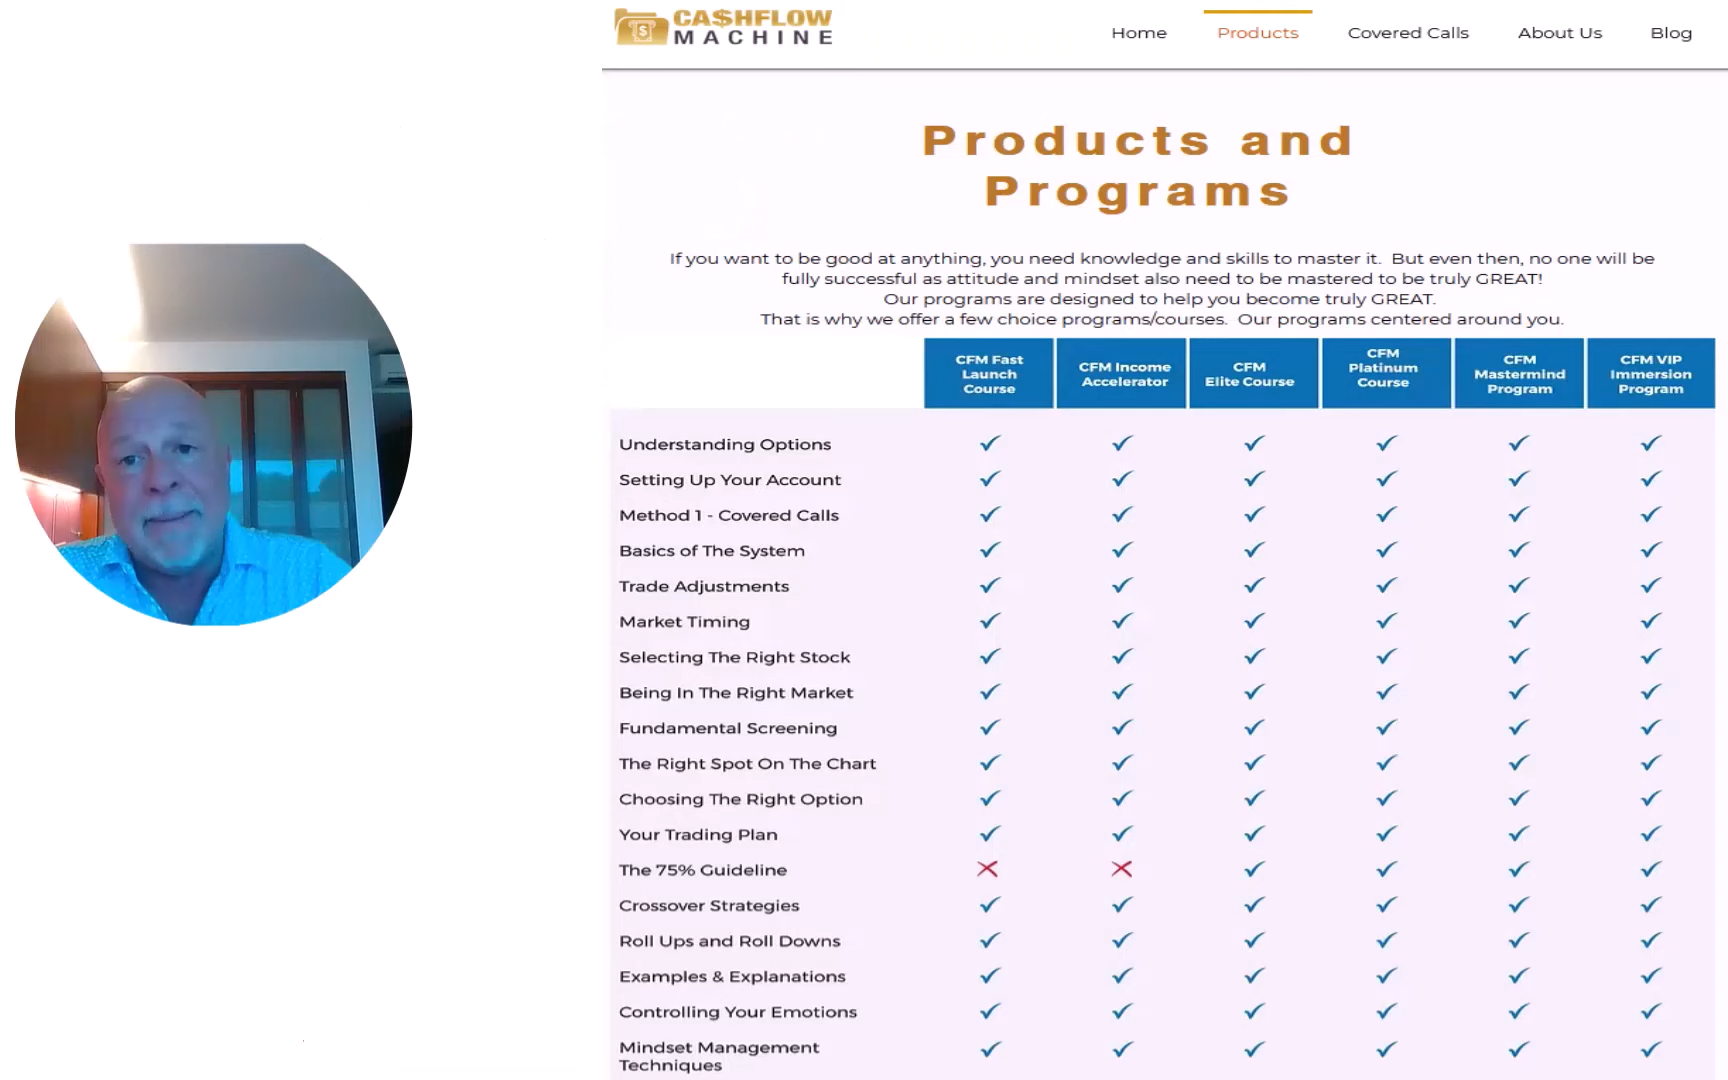 CA$HFLOW
MACHINE
Home Products Covered Calls About Us Blog
Products and
Programs
If you want to be good at anything, you need knowledge and skills to master it. But even then, no one will be
fully successful as attitude and mindset also need to be mastered to be truly GREAT!
Our programs are designed to help you become truly GREAT.
That is why we offer a few choice programs/courses. Our programs centered around you.
CFM Fast
Launch
Course
CFM Income
Accelerator
CFM
Elite Course
CFM
Platinum
Course
CFM
Mastermind
Program
CFM VIP
Immersion
Program
Understanding Options
Setting Up Your Account
Method 1 - Covered Calls
Basics of The System
Trade Adjustments
Market Timing
Selecting The Right Stock
Being In The Right Market
Fundamental Screening
The Right Spot On The Chart
Choosing The Right Option
Your Trading Plan
The 75% Guideline
Crossover Strategies
Roll Ups and Roll Downs
Examples & Explanations
Controlling Your Emotions
Mindset Management
Techniques